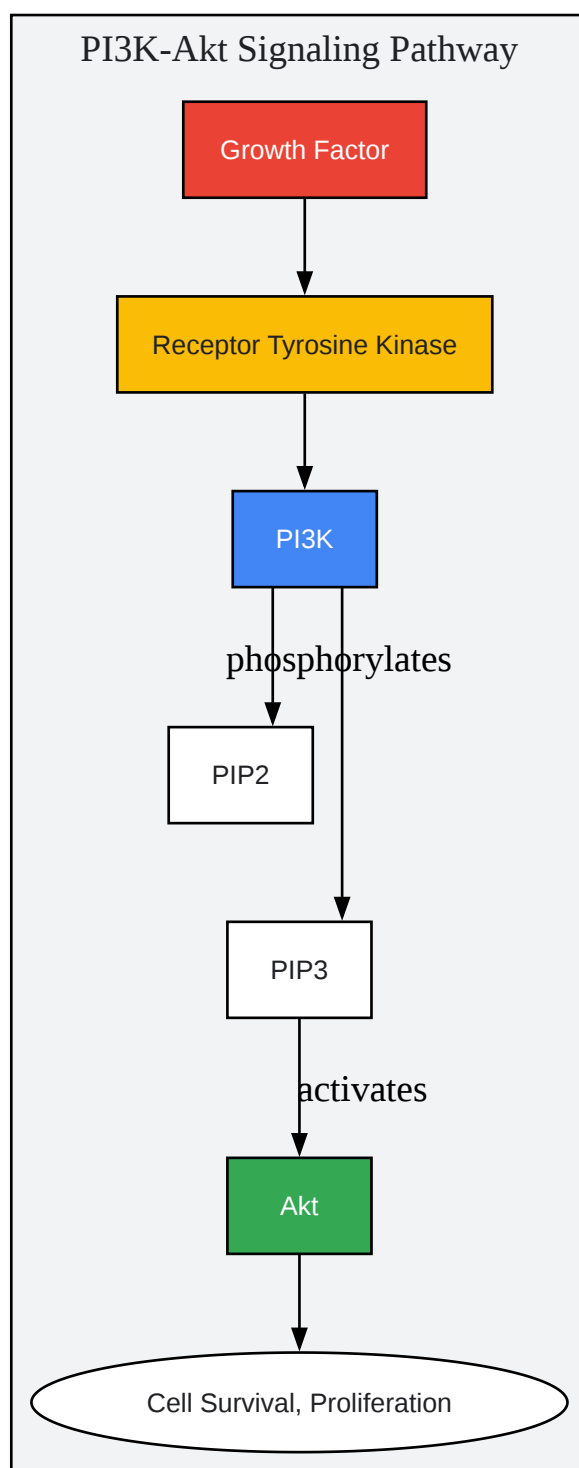 PI3K-Akt Signaling Pathway
Growth Factor
Receptor Tyrosine Kinase
PI3K
phosphorylates
PIP2
PIP3
activates
Akt
Cell Survival, Proliferation